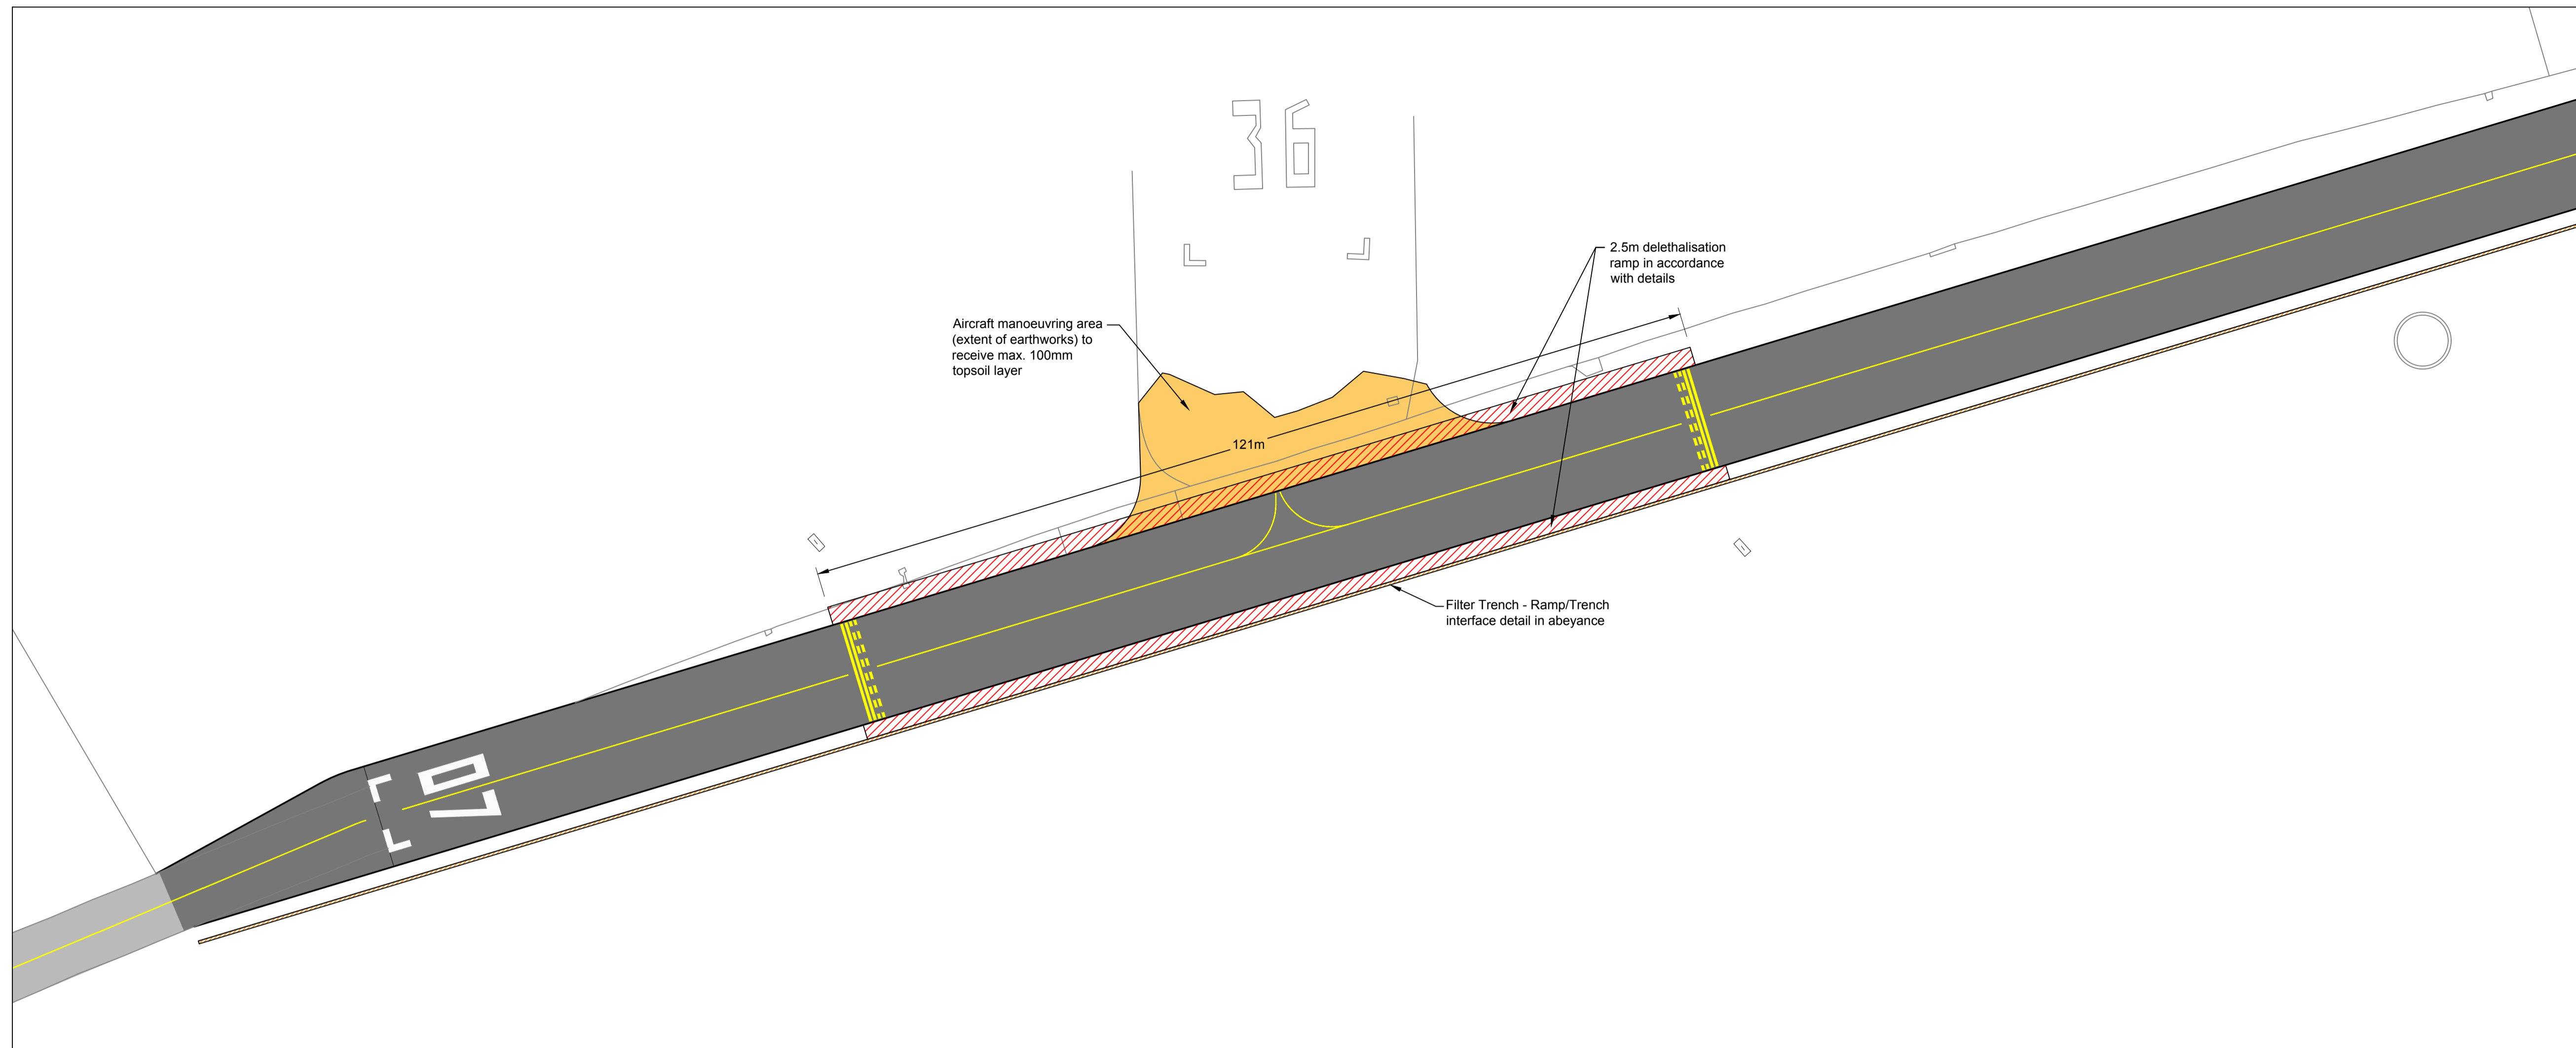 36
2.5m delethalisation
ramp in accordance
with details
Aircraft manoeuvring area
(extent of earthworks) to
receive max. 100mm
topsoil layer
121m
Filter Trench - Ramp/Trench
interface detail in abeyance
07